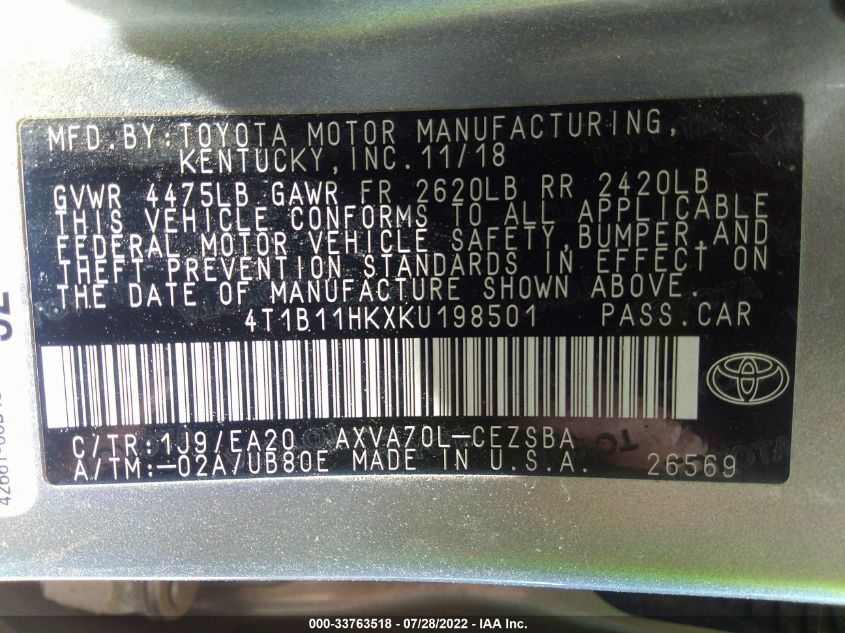 MFD.BY:TOYOTA MOTOR MANUFACTURING,
KENTUCKY,INC.11/18
GVWR 4475LB GAWR FR 2620LB RR 2420LB
THIS VEHICLE CONFORMS TO ALL APPLICABLE
FEDERAL MOTOR VEHICLE SAFETY,BUMPER,AND
THEFT PREVENTION STANDARDS IN EFFECT ON
THE DATE OF MANUFACTURE SHOWN ABOVE.
4T1B11HKXKU198501 PASS.CAR
C/TR:1J9/EA20 AXVA70L-CEZSBA
A/TM:-02A/UB80E MADE IN U.S.A. 26569
000-33763518 - 07/28/2022 - IAA Inc.